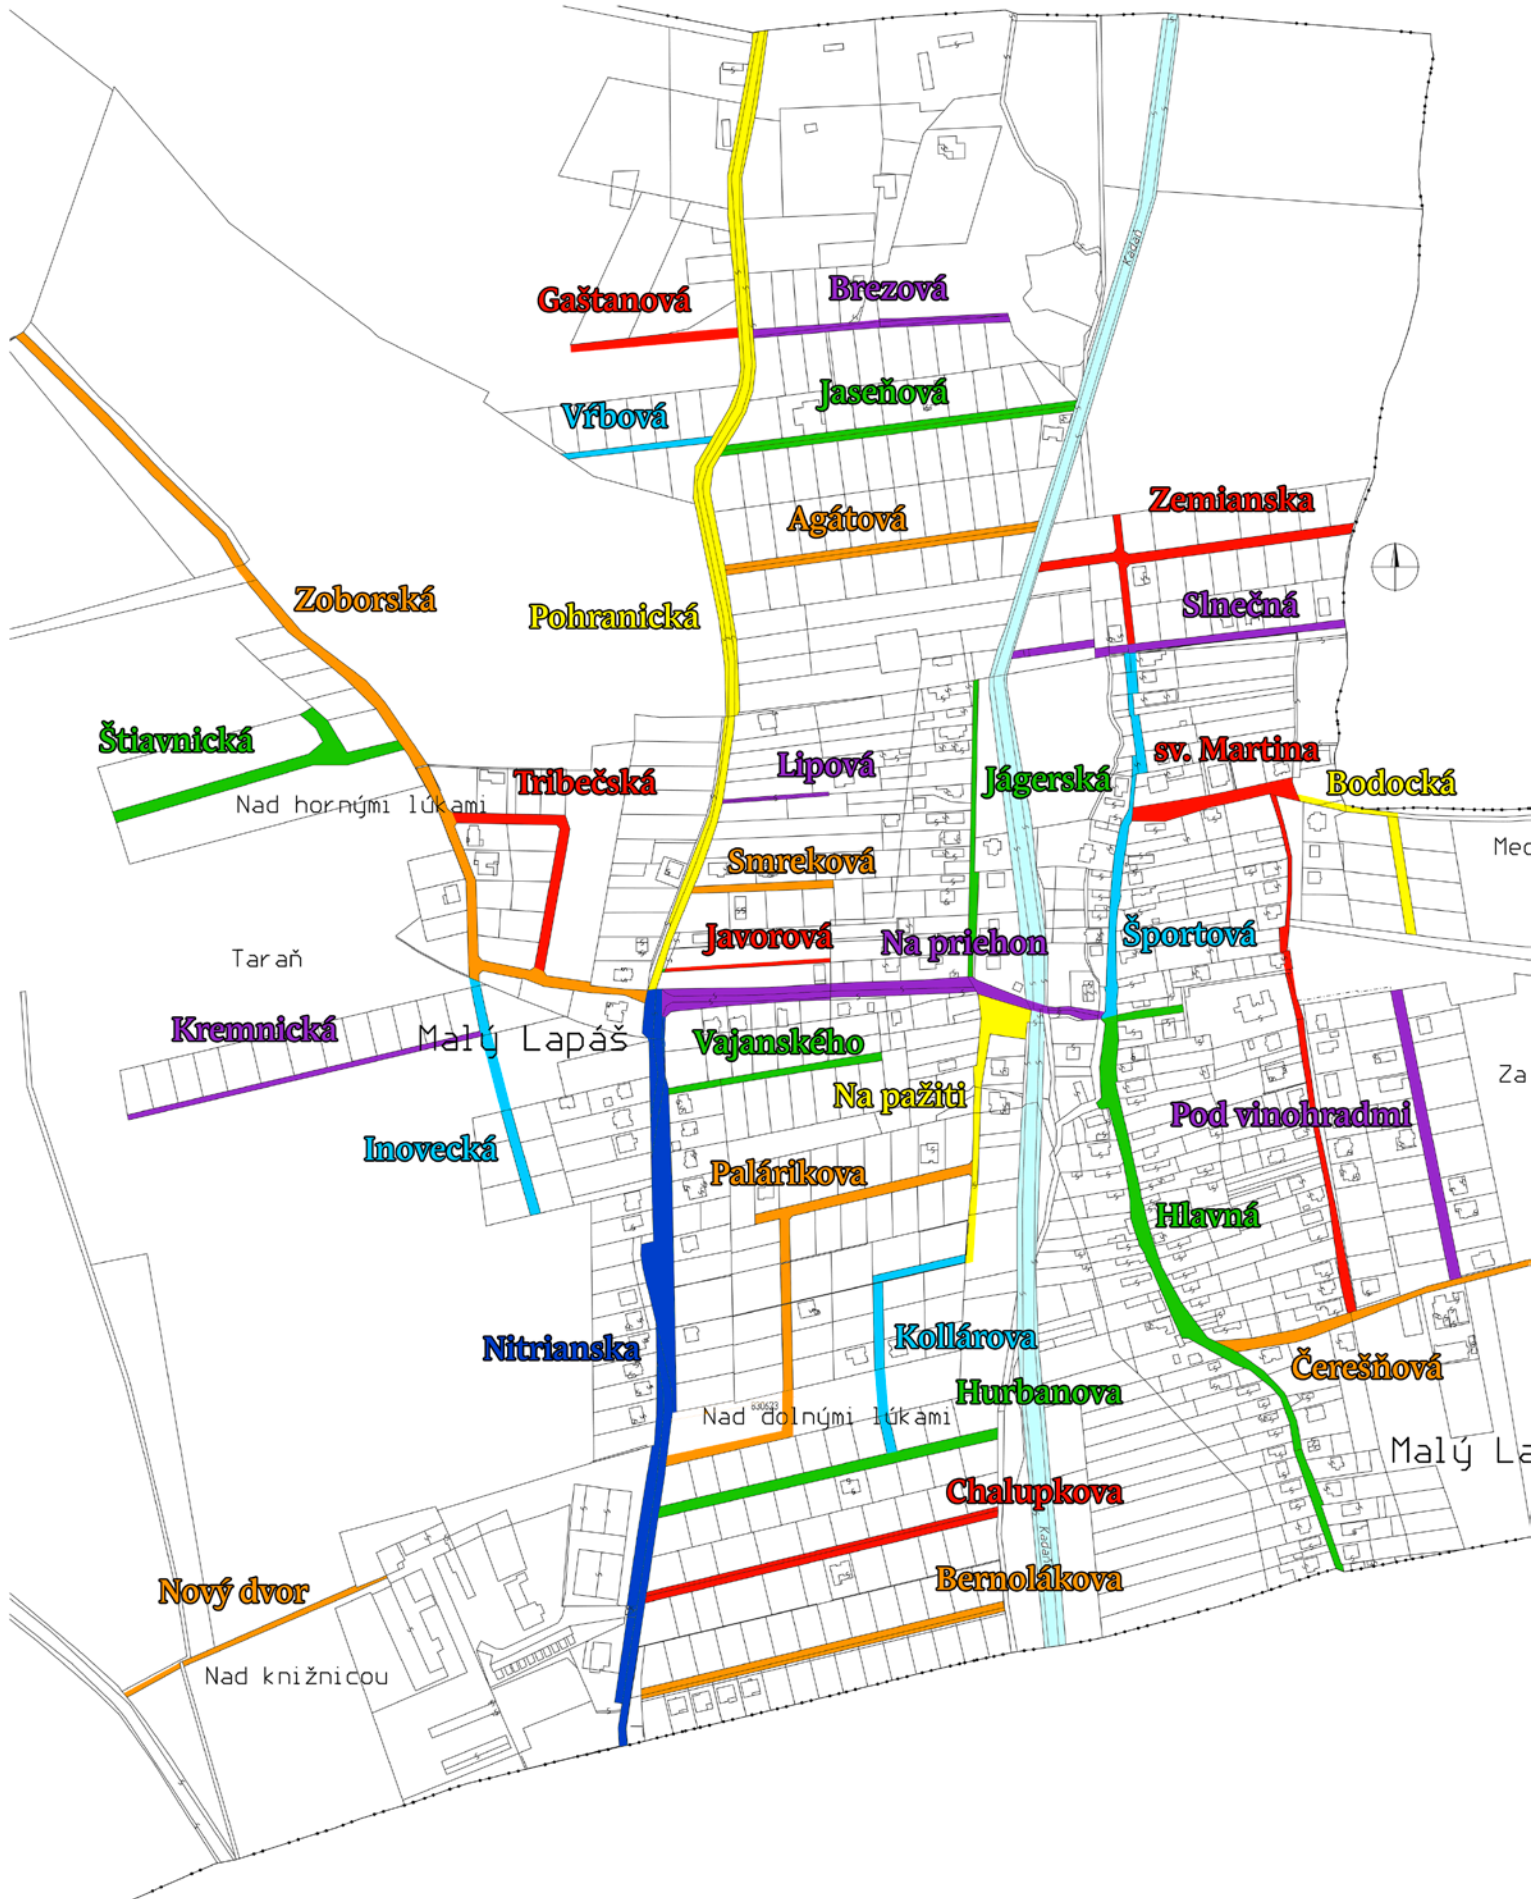 Kadaň
Brezová
Gaštanová
Jaseňová
Vŕbová
Zemianska
Agátová
Zoborská
Slnečná
Pohranická
Štiavnická
sv. Martina
Lipová
Jágerská
Tribečská
Bodocká
Nad hornými lúkami
Med
Smreková
Športová
Javorová
Na priehon
Taraň
Kremnická
Malý Lapáš
Vajanského
Za
Na pažiti
Pod vinohradmi
Inovecká
Palárikova
Hlavná
Kollárova
Nitrianska
Čerešňová
Hurbanova
630623
Nad dolnými lúkami
Malý La
Chalupkova
Kadaň
Bernolákova
Nový dvor
Nad knižnicou